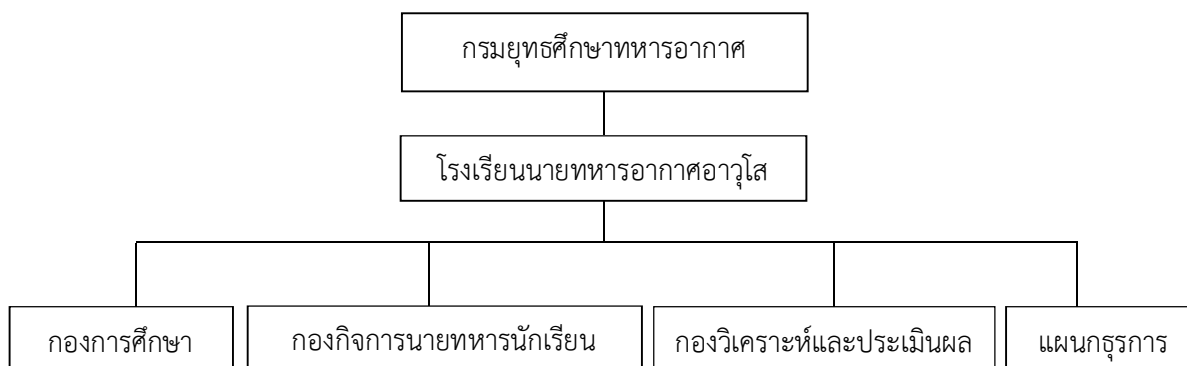 กรมยุทธศึกษาทหารอากาศ
โรงเรียนนายทหารอากาศอาวุโส
กองการศึกษา
กองกิจการนายทหารนักเรียน
กองวิเคราะห์และประเมินผล
แผนกธุรการ